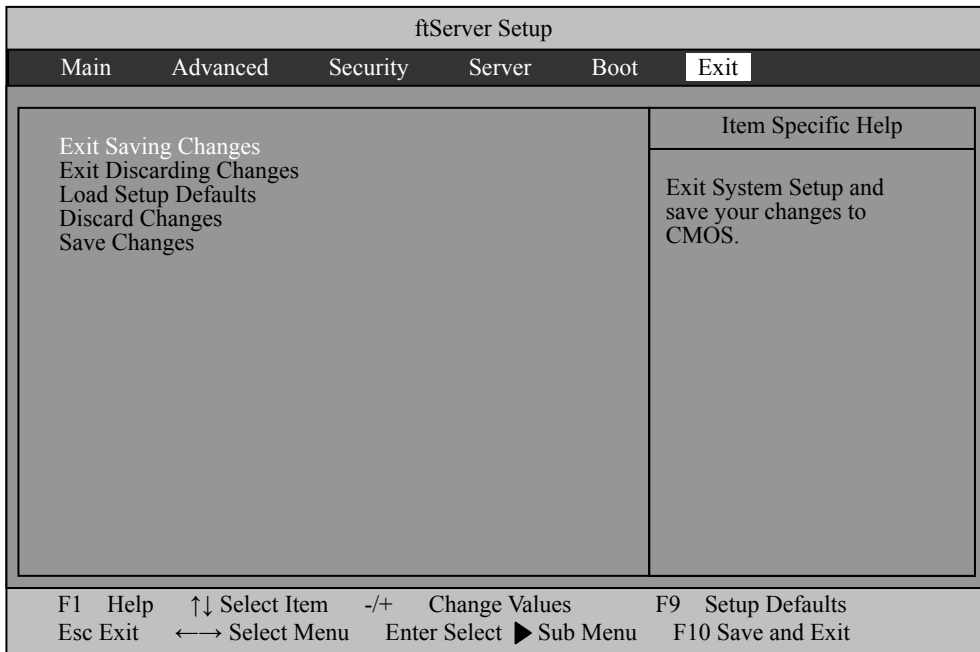 ftServer Setup
Main Advanced Security Server Boot Exit
Exit Saving Changes
Exit Discarding Changes
Load Setup Defaults
Discard Changes
Save Changes
Item Specific Help
Exit System Setup and
save your changes to
CMOS.
F1 Help ↑↓ Select Item -/+ Change Values F9 Setup Defaults
Esc Exit ←→ Select Menu Enter Select ▶ Sub Menu F10 Save and Exit